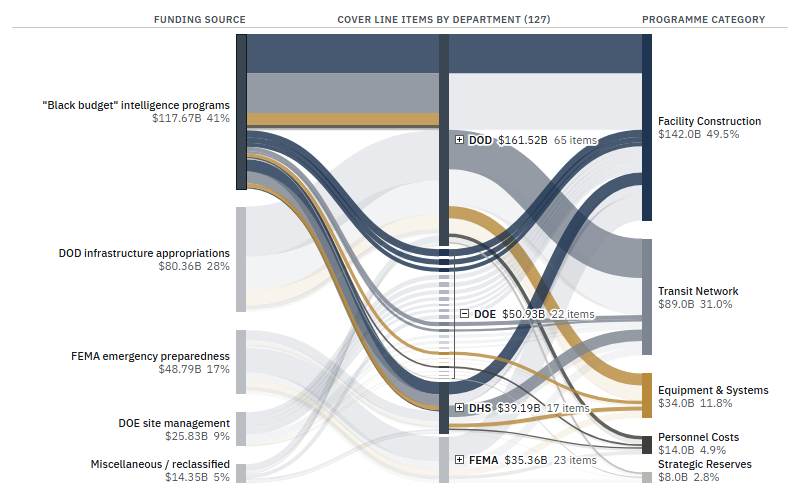 FUNDING SOURCE
COVER LINE ITEMS BY DEPARTMENT (127)
PROGRAMME CATEGORY
"Black budget" intelligence programs
$117.67B 41%
DOD infrastructure appropriations
$80.36B 28%
FEMA emergency preparedness
$48.79B 17%
DOE site management
$25.83B 9%
Miscellaneous / reclassified
$14.35B 5%
DOD $161.52B 65 items
DOE $50.93B 22 items
DHS $39.19B 17 items
FEMA $35.36B 23 items
Facility Construction
$142.0B 49.5%
Transit Network
$89.0B 31.0%
Equipment & Systems
$34.0B 11.8%
Personnel Costs
$14.0B 4.9%
Strategic Reserves
$8.0B 2.8%